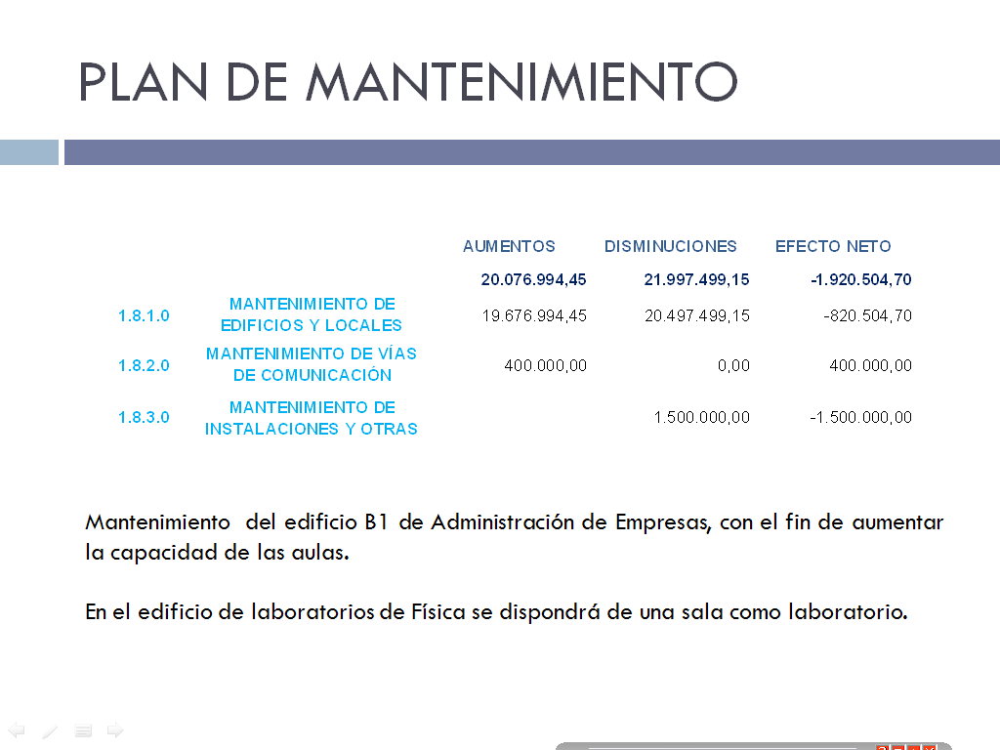 PLAN DE MANTENIMIENTO
AUMENTOS DISMINUCIONES EFECTO NETO
20.076.994,45 21.997.499,15 -1.920.504,70
1.8.1.0 MANTENIMIENTO DE EDIFICIOS Y LOCALES 19.676.994,45 20.497.499,15 -820.504,70
1.8.2.0 MANTENIMIENTO DE VÍAS DE COMUNICACIÓN 400.000,00 0,00 400.000,00
1.8.3.0 MANTENIMIENTO DE INSTALACIONES Y OTRAS 1.500.000,00 -1.500.000,00
Mantenimiento del edificio B1 de Administración de Empresas, con el fin de aumentar
la capacidad de las aulas.
En el edificio de laboratorios de Física se dispondrá de una sala como laboratorio.